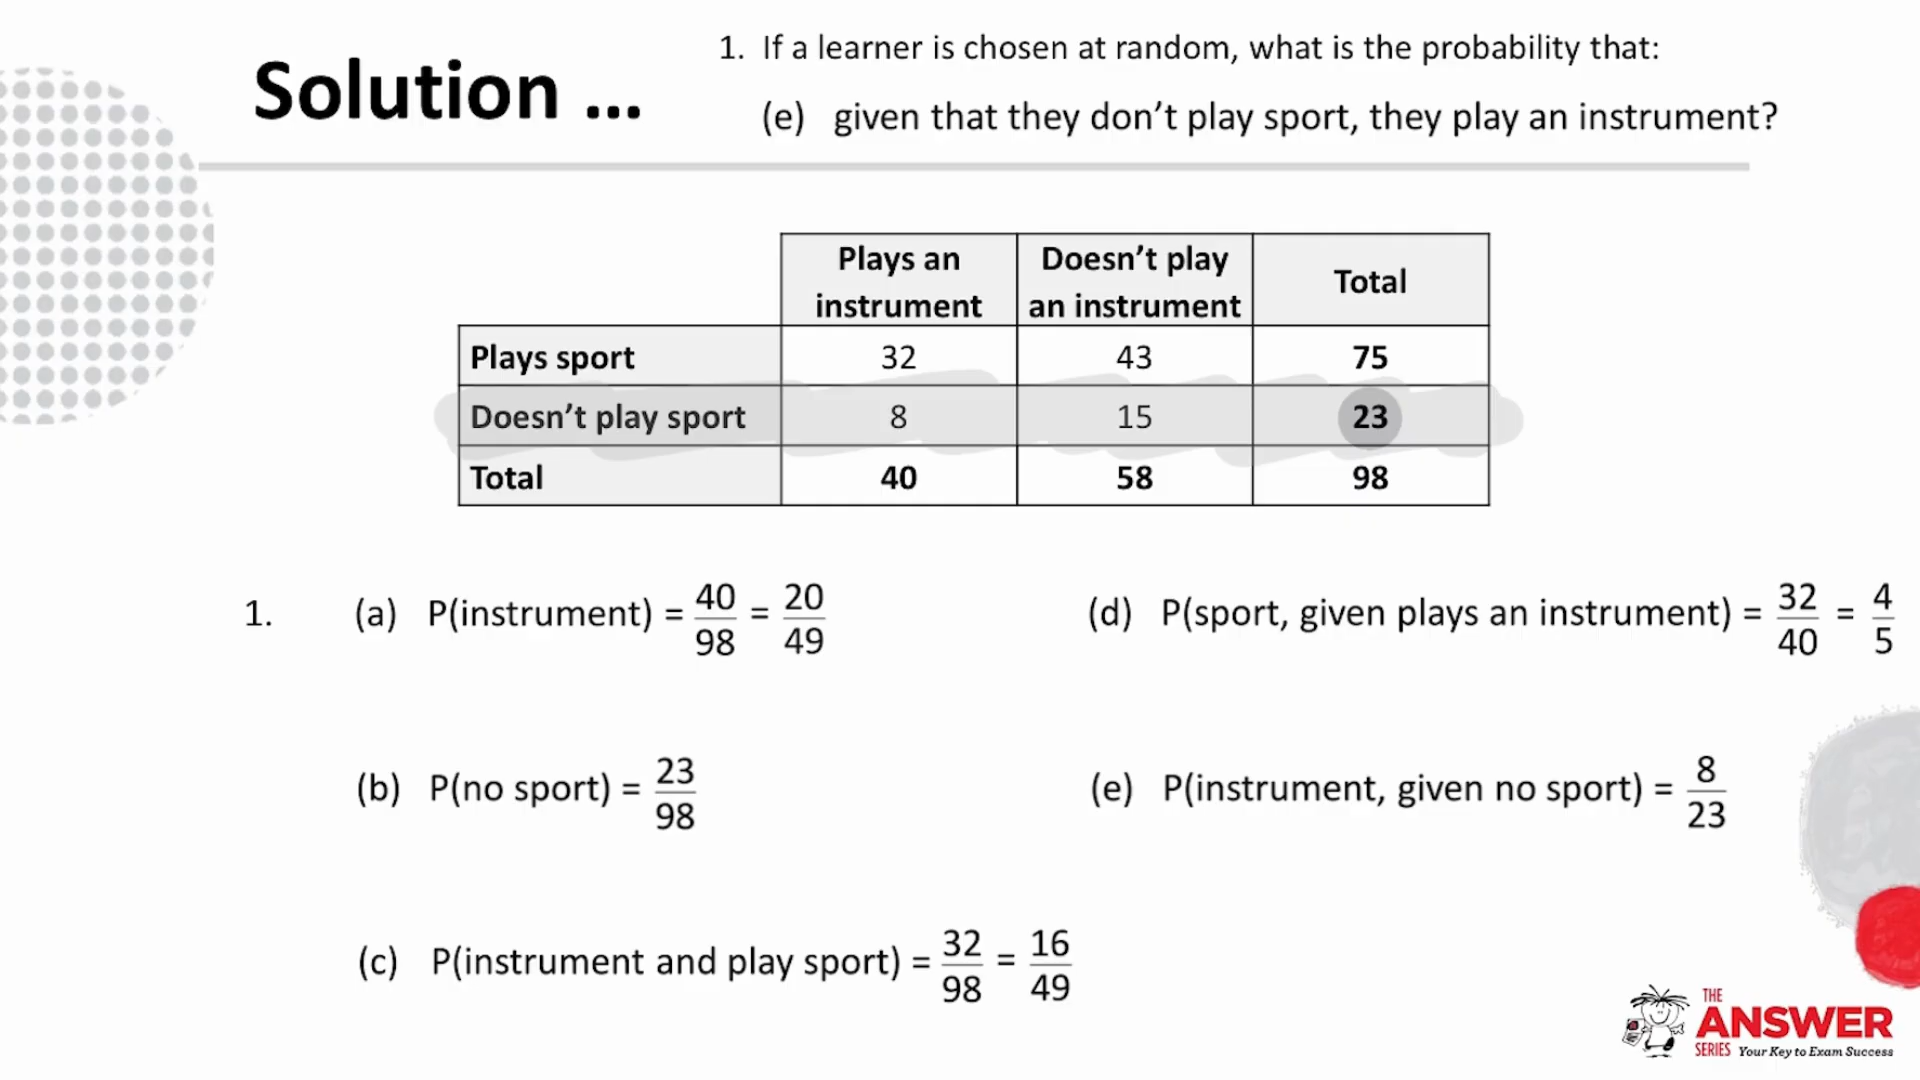 Solution ...
1. If a learner is chosen at random, what is the probability that:
(e) given that they don't play sport, they play an instrument?
Plays an instrument | Doesn't play an instrument | Total
Plays sport | 32 | 43 | 75
Doesn't play sport | 8 | 15 | 23
Total | 40 | 58 | 98
1. (a) P(instrument) = 40/98 = 20/49
(d) P(sport, given plays an instrument) = 32/40 = 4/5
(b) P(no sport) = 23/98
(e) P(instrument, given no sport) = 8/23
(c) P(instrument and play sport) = 32/98 = 16/49
THE
ANSWER
SERIES Your Key to Exam Success